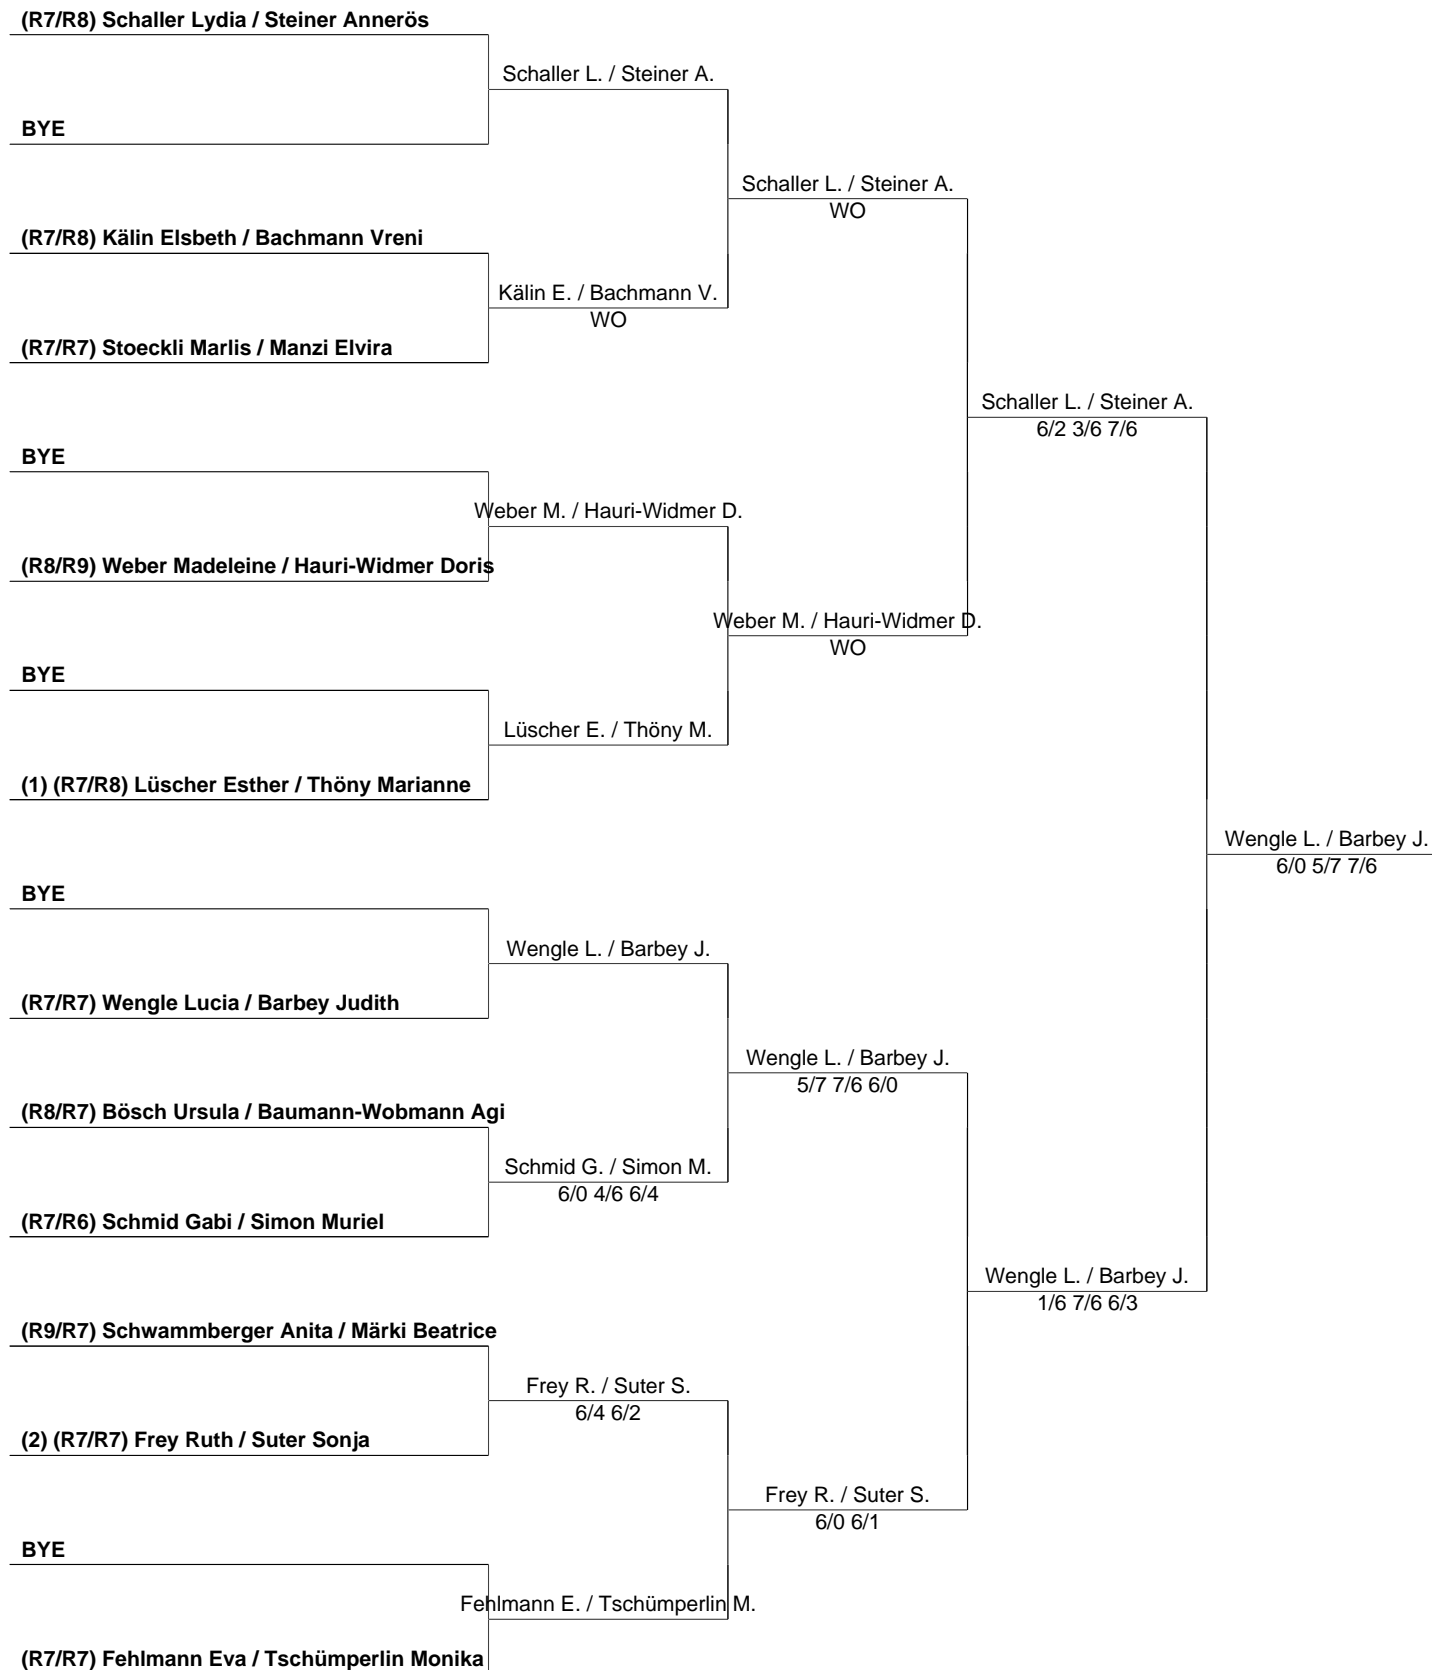 (R7/R8) Schaller Lydia / Steiner Annerös
Schaller L. / Steiner A.
BYE
Schaller L. / Steiner A.
WO
(R7/R8) Kälin Elsbeth / Bachmann Vreni
Kälin E. / Bachmann V.
WO
(R7/R7) Stoeckli Marlis / Manzi Elvira
Schaller L. / Steiner A.
6/2 3/6 7/6
BYE
Weber M. / Hauri-Widmer D.
(R8/R9) Weber Madeleine / Hauri-Widmer Doris
Weber M. / Hauri-Widmer D.
WO
BYE
Lüscher E. / Thöny M.
(1) (R7/R8) Lüscher Esther / Thöny Marianne
Wengle L. / Barbey J.
6/0 5/7 7/6
BYE
Wengle L. / Barbey J.
(R7/R7) Wengle Lucia / Barbey Judith
Wengle L. / Barbey J.
5/7 7/6 6/0
(R8/R7) Bösch Ursula / Baumann-Wobmann Agi
Schmid G. / Simon M.
6/0 4/6 6/4
(R7/R6) Schmid Gabi / Simon Muriel
Wengle L. / Barbey J.
1/6 7/6 6/3
(R9/R7) Schwammberger Anita / Märki Beatrice
Frey R. / Suter S.
6/4 6/2
(2) (R7/R7) Frey Ruth / Suter Sonja
Frey R. / Suter S.
6/0 6/1
BYE
Fehlmann E. / Tschümperlin M.
(R7/R7) Fehlmann Eva / Tschümperlin Monika